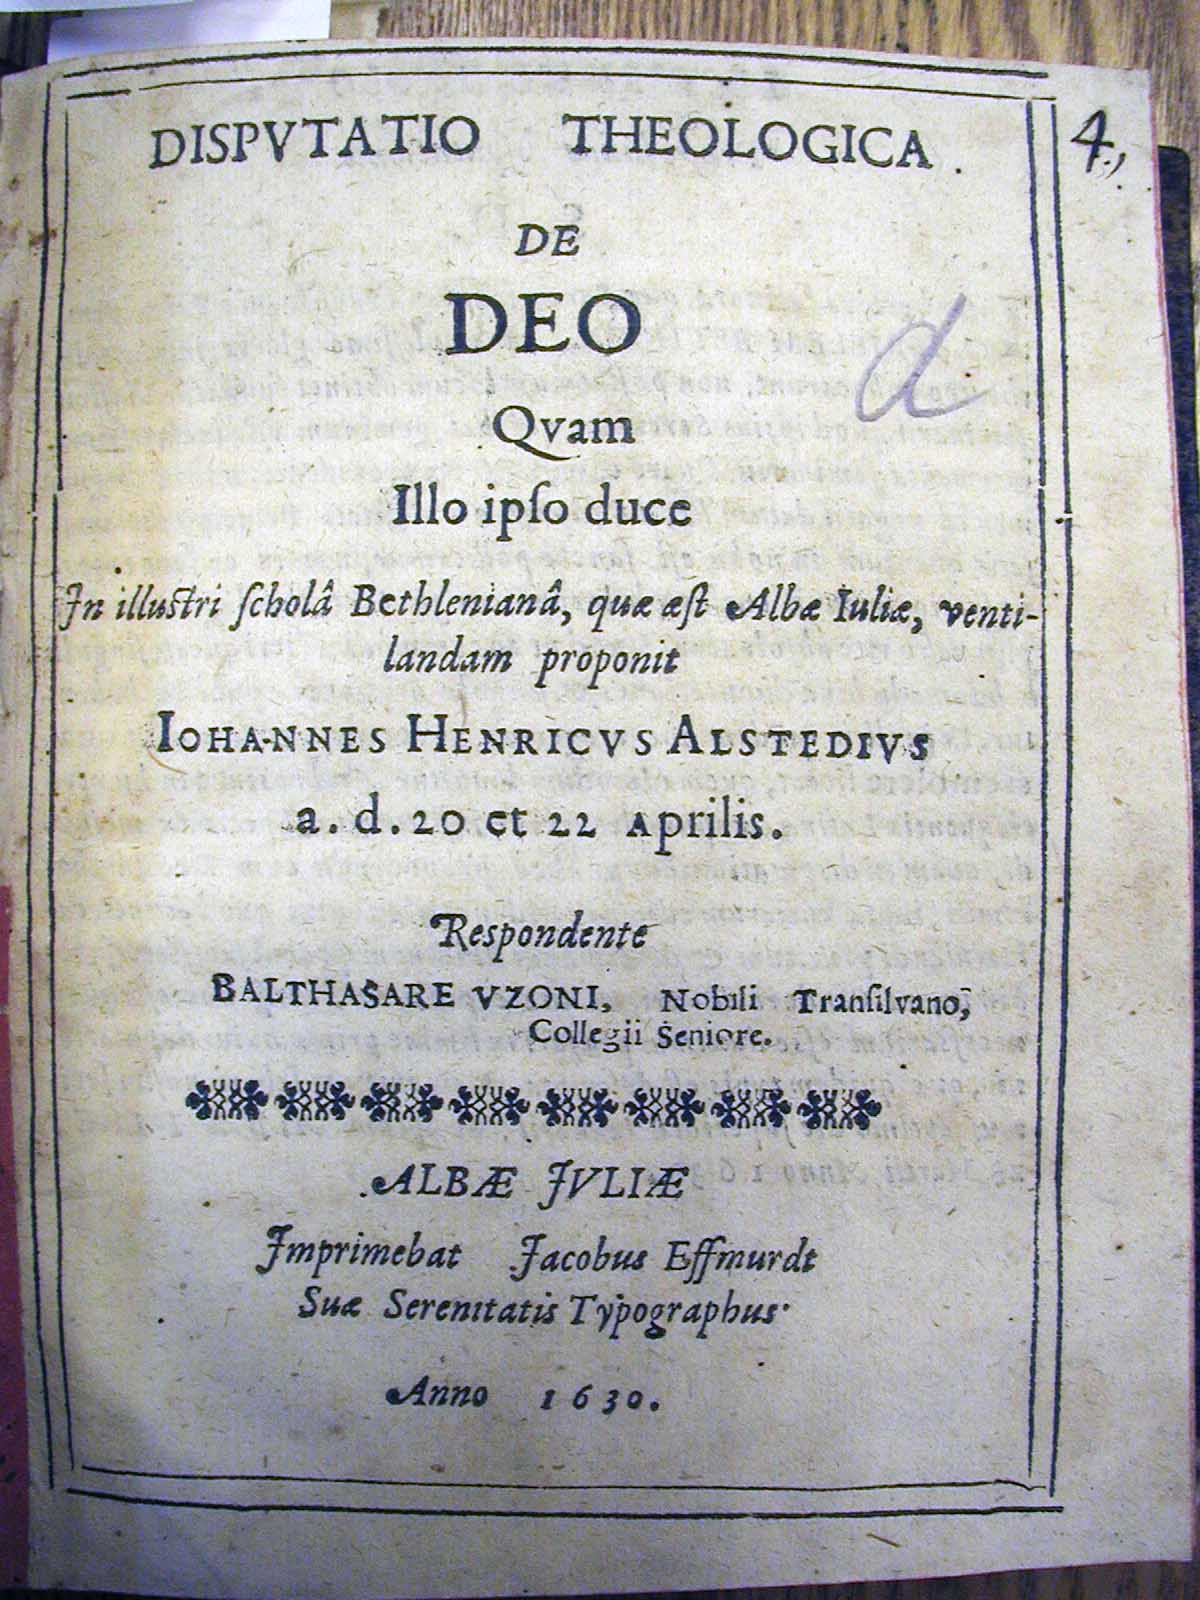 DISPVTATIO THEOLOGICA.
4.,
DE
DEO
d
Qvam
Illo ipſo duce
In illustri ſcholâ Bethlenianâ, quæ æſt Albæ Iuliæ, venti-
landam proponit
IOHANNES HENRICVS ALSTEDIVS
a. d. 20 et 22 Aprilis.
Respondente
BALTHASARE VZONI, Nobili Tranſilvano,
Collegii Seniore.
ALBÆ JVLIÆ
Imprimebat Jacobus Effmurdt
Suæ Serenitatis Typographus.
Anno 1630.